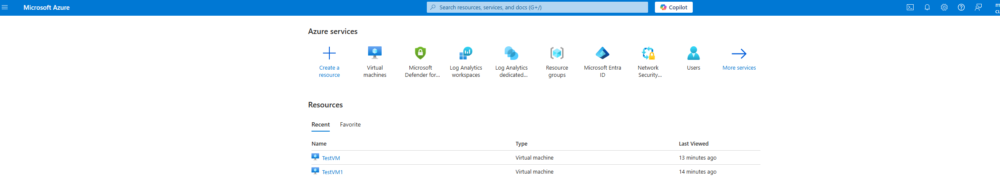 Microsoft Azure
Search resources, services, and docs (G+/)
Copilot
m
CL
Azure services
Create a
resource
Virtual
machines
Microsoft
Defender for...
Log Analytics
workspaces
Log Analytics
dedicated...
Resource
groups
Microsoft Entra
ID
Network
Security...
Users
More services
Resources
Recent
Favorite
Name Type Last Viewed
TestVM Virtual machine 13 minutes ago
TestVM1 Virtual machine 14 minutes ago